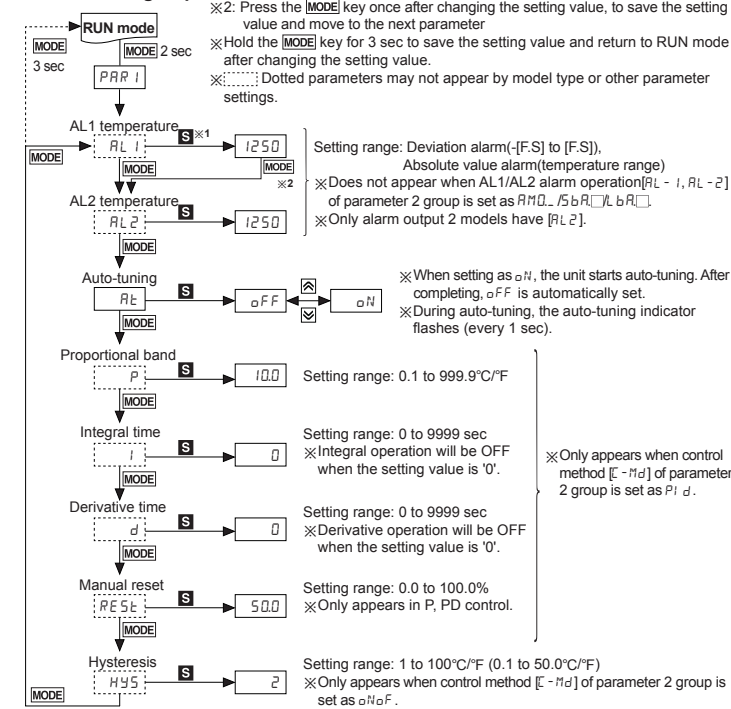 ※2: Press the MODE key once after changing the setting value, to save the setting
value and move to the next parameter
※Hold the MODE key for 3 sec to save the setting value and return to RUN mode
after changing the setting value.
※ Dotted parameters may not appear by model type or other parameter
settings.
RUN mode
MODE
3 sec
MODE 2 sec
PAR1
AL1 temperature
AL1
S ※1
1250
MODE
MODE
MODE
※2
Setting range: Deviation alarm(-[F.S] to [F.S]),
Absolute value alarm(temperature range)
※Does not appear when AL1/AL2 alarm operation[AL-1, AL-2]
of parameter 2 group is set as AM0._ /SbA.□/LbA.□.
※Only alarm output 2 models have [AL2].
AL2 temperature
AL2
S
1250
MODE
Auto-tuning
At
S
oFF
oN
MODE
※When setting as oN, the unit starts auto-tuning. After
completing, oFF is automatically set.
※During auto-tuning, the auto-tuning indicator
flashes (every 1 sec).
Proportional band
P
S
10.0
Setting range: 0.1 to 999.9°C/°F
MODE
Integral time
I
S
0
Setting range: 0 to 9999 sec
※Integral operation will be OFF
when the setting value is '0'.
MODE
※Only appears when control
method [C-Md] of parameter
2 group is set as PId.
Derivative time
d
S
0
Setting range: 0 to 9999 sec
※Derivative operation will be OFF
when the setting value is '0'.
MODE
Manual reset
REST
S
50.0
Setting range: 0.0 to 100.0%
※Only appears in P, PD control.
MODE
Hysteresis
HYS
S
2
Setting range: 1 to 100°C/°F (0.1 to 50.0°C/°F)
※Only appears when control method [C-Md] of parameter 2 group is
set as oNoF.
MODE